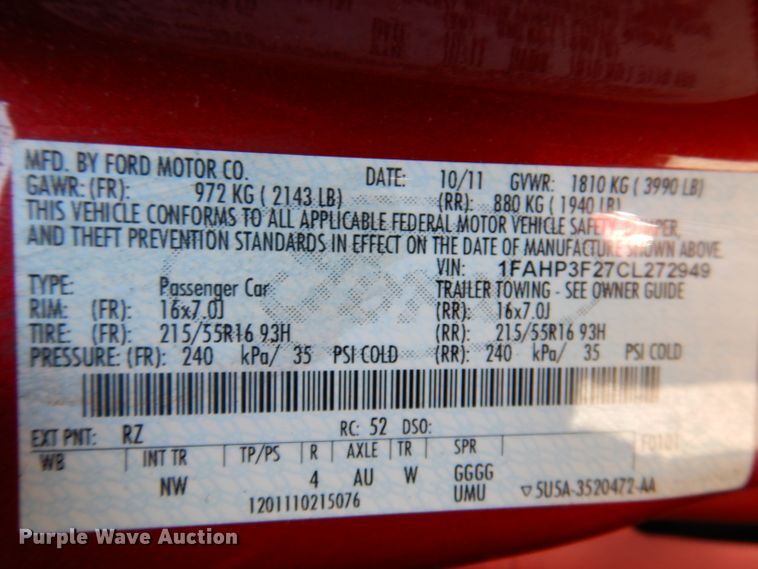 MFD. BY FORD MOTOR CO. DATE: 10/11 GVWR: 1810 KG ( 3990 LB)
GAWR: (FR): 972 KG ( 2143 LB) (RR): 880 KG ( 1940 LB)
THIS VEHICLE CONFORMS TO ALL APPLICABLE FEDERAL MOTOR VEHICLE SAFETY, BUMPER,
AND THEFT PREVENTION STANDARDS IN EFFECT ON THE DATE OF MANUFACTURE SHOWN ABOVE.
VIN: 1FAHP3F27CL272949
TYPE: Passenger Car TRAILER TOWING - SEE OWNER GUIDE
RIM: (FR): 16x7.0J (RR): 16x7.0J
TIRE: (FR): 215/55R16 93H (RR): 215/55R16 93H
PRESSURE: (FR): 240 kPa/ 35 PSI COLD (RR): 240 kPa/ 35 PSI COLD
EXT PNT: RZ RC: 52 DSO:
WB INT TR TP/PS R AXLE TR SPR
NW 4 AU W GGGG
1201110215076 UMU ▽5U5A-3520472-AA
Purple Wave Auction